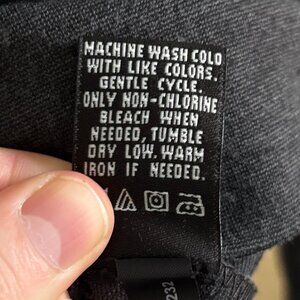 MACHINE WASH COLD
WITH LIKE COLORS.
GENTLE CYCLE.
ONLY NON-CHLORINE
BLEACH WHEN
NEEDED, TUMBLE
DRY LOW. WARM
IRON IF NEEDED.
232